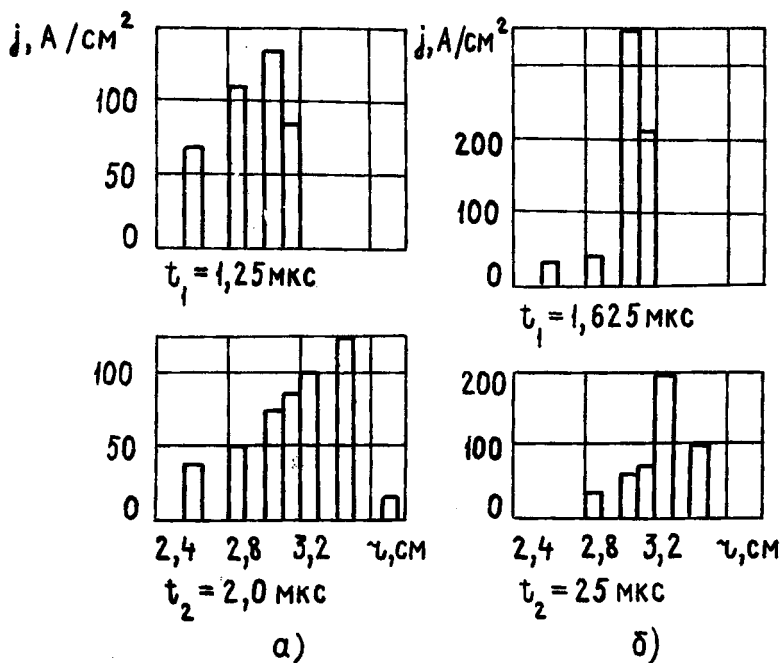 j, А/см²
100
50
0
t₁ = 1,25 мкс
100
50
0
2,4 2,8 3,2 r, см
t₂ = 2,0 мкс
а)
j, А/см²
200
100
0
t₁ = 1,625 мкс
200
100
0
2,4 2,8 3,2 r, см
t₂ = 25 мкс
б)